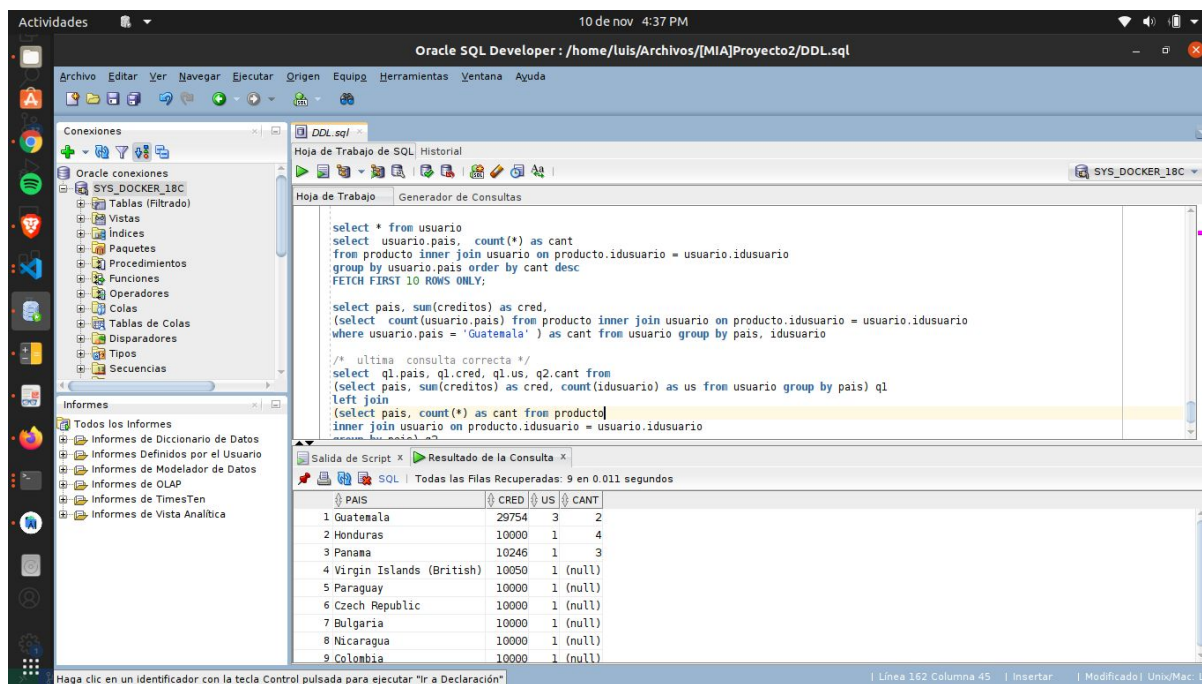 Actividades
10 de nov 4:37 PM
Oracle SQL Developer : /home/luis/Archivos/[MIA]Proyecto2/DDL.sql
Archivo Editar Ver Navegar Ejecutar Origen Equipo Herramientas Ventana Ayuda
Conexiones
Oracle conexiones
SYS_DOCKER_18C
Tablas (Filtrado)
Vistas
Índices
Paquetes
Procedimientos
Funciones
Operadores
Colas
Tablas de Colas
Disparadores
Tipos
Secuencias
Informes
Todos los Informes
Informes de Diccionario de Datos
Informes Definidos por el Usuario
Informes de Modelador de Datos
Informes de OLAP
Informes de TimesTen
Informes de Vista Analítica
DDL.sql
Hoja de Trabajo de SQL Historial
SYS_DOCKER_18C
Hoja de Trabajo Generador de Consultas
select * from usuario
select usuario.pais, count(*) as cant
from producto inner join usuario on producto.idusuario = usuario.idusuario
group by usuario.pais order by cant desc
FETCH FIRST 10 ROWS ONLY;
select pais, sum(creditos) as cred,
(select count(usuario.pais) from producto inner join usuario on producto.idusuario = usuario.idusuario
where usuario.pais = 'Guatemala' ) as cant from usuario group by pais, idusuario
/* ultima consulta correcta */
select q1.pais, q1.cred, q1.us, q2.cant from
(select pais, sum(creditos) as cred, count(idusuario) as us from usuario group by pais) q1
left join
(select pais, count(*) as cant from producto
inner join usuario on producto.idusuario = usuario.idusuario
group by pais) q2
Salida de Script x Resultado de la Consulta x
SQL | Todas las Filas Recuperadas: 9 en 0.011 segundos
PAIS CRED US CANT
1 Guatemala 29754 3 2
2 Honduras 10000 1 4
3 Panama 10246 1 3
4 Virgin Islands (British) 10050 1 (null)
5 Paraguay 10000 1 (null)
6 Czech Republic 10000 1 (null)
7 Bulgaria 10000 1 (null)
8 Nicaragua 10000 1 (null)
9 Colombia 10000 1 (null)
Haga clic en un identificador con la tecla Control pulsada para ejecutar "Ir a Declaración"
| Línea 162 Columna 45 | Insertar | Modificado | Unix/Mac: